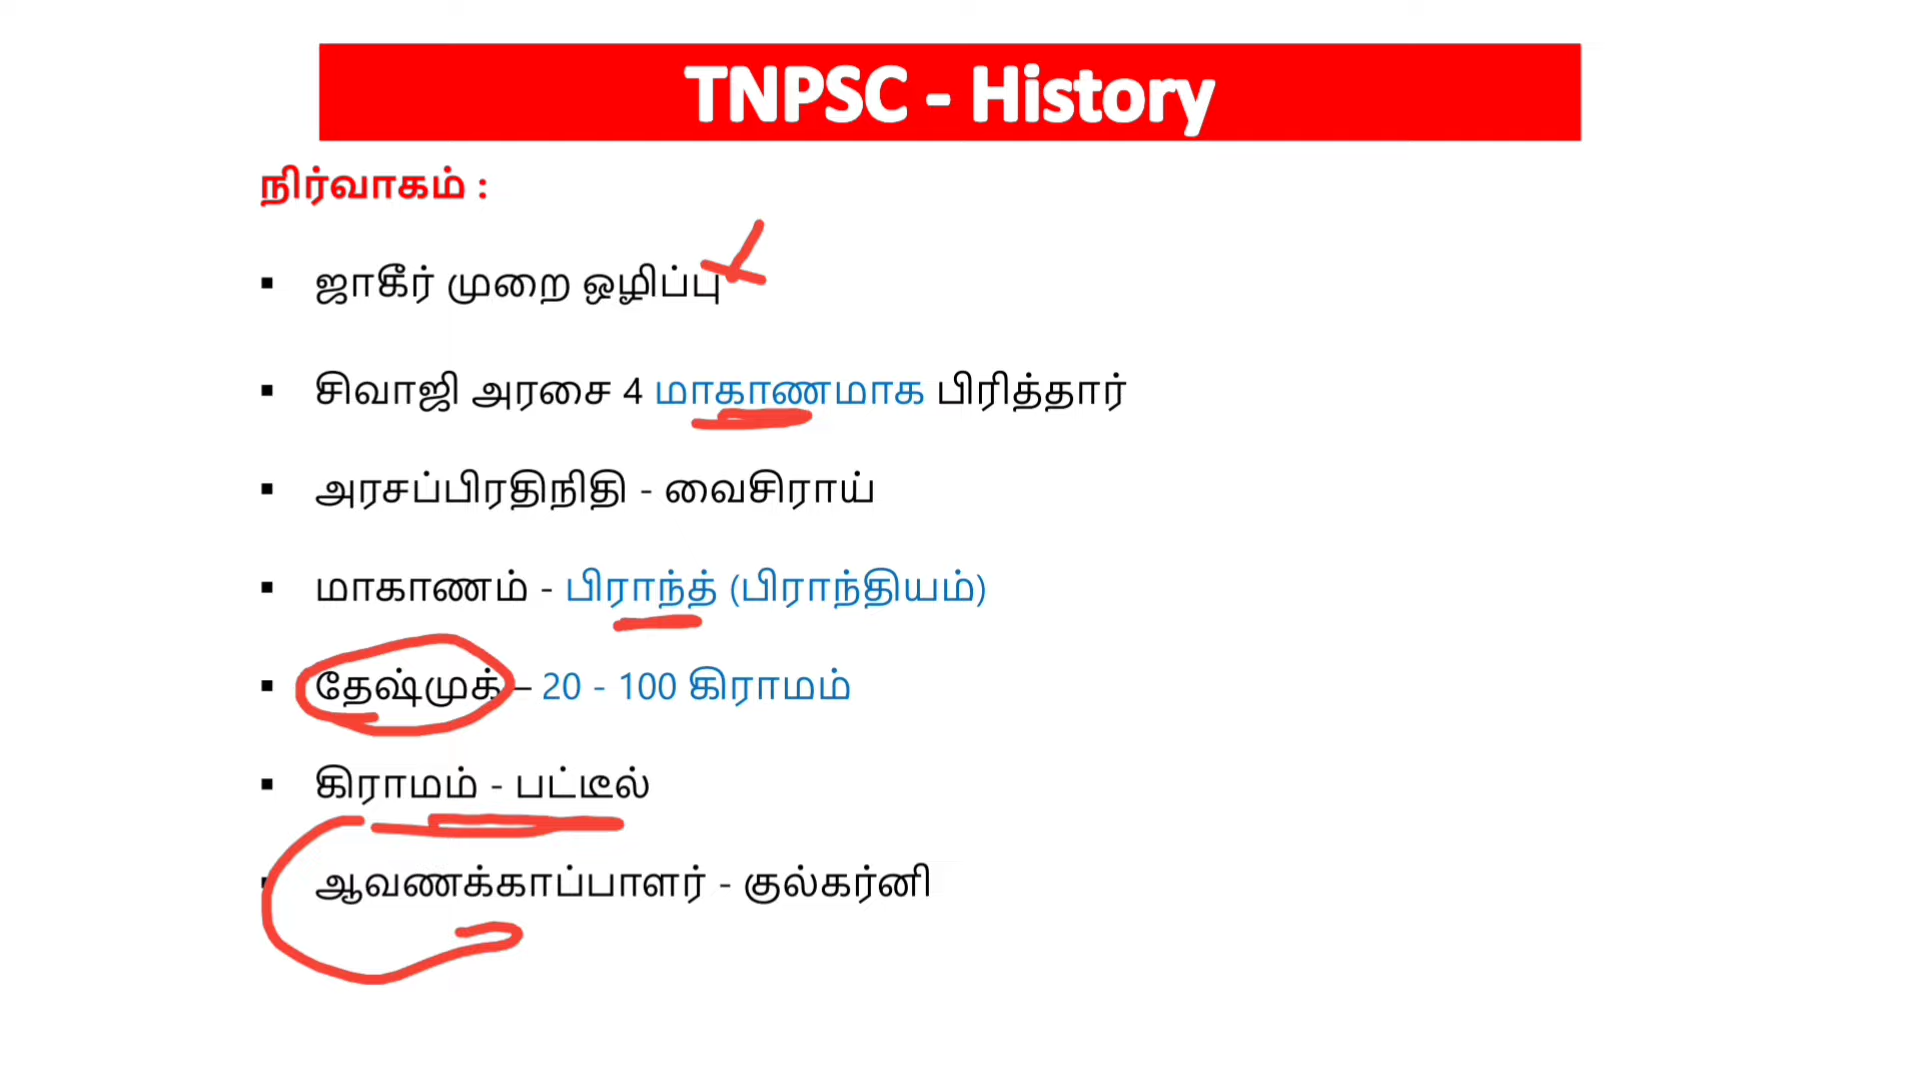 TNPSC - History
நிர்வாகம் :
▪ ஜாகீர் முறை ஒழிப்பு
▪ சிவாஜி அரசை 4 மாகாணமாக பிரித்தார்
▪ அரசப்பிரதிநிதி - வைசிராய்
▪ மாகாணம் - பிராந்த் (பிராந்தியம்)
▪ தேஷ்முக் – 20 - 100 கிராமம்
▪ கிராமம் - பட்டீல்
▪ ஆவணக்காப்பாளர் - குல்கர்னி